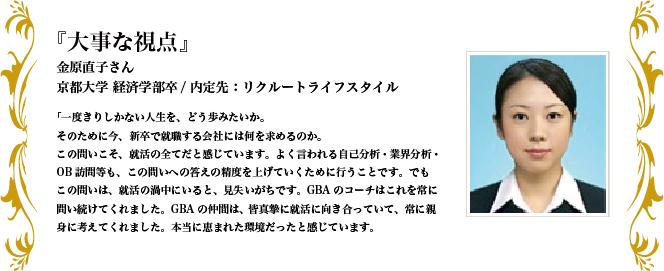 『大事な視点』
金原直子さん
京都大学 経済学部卒 / 内定先：リクルートライフスタイル
「一度きりしかない人生を、どう歩みたいか。
そのために今、新卒で就職する会社には何を求めるのか。
この問いこそ、就活の全てだと感じています。よく言われる自己分析・業界分析・
OB 訪問等も、この問いへの答えの精度を上げていくために行うことです。でも
この問いは、就活の渦中にいると、見失いがちです。GBA のコーチはこれを常に
問い続けてくれました。GBA の仲間は、皆真摯に就活に向き合っていて、常に親
身に考えてくれました。本当に恵まれた環境だったと感じています。